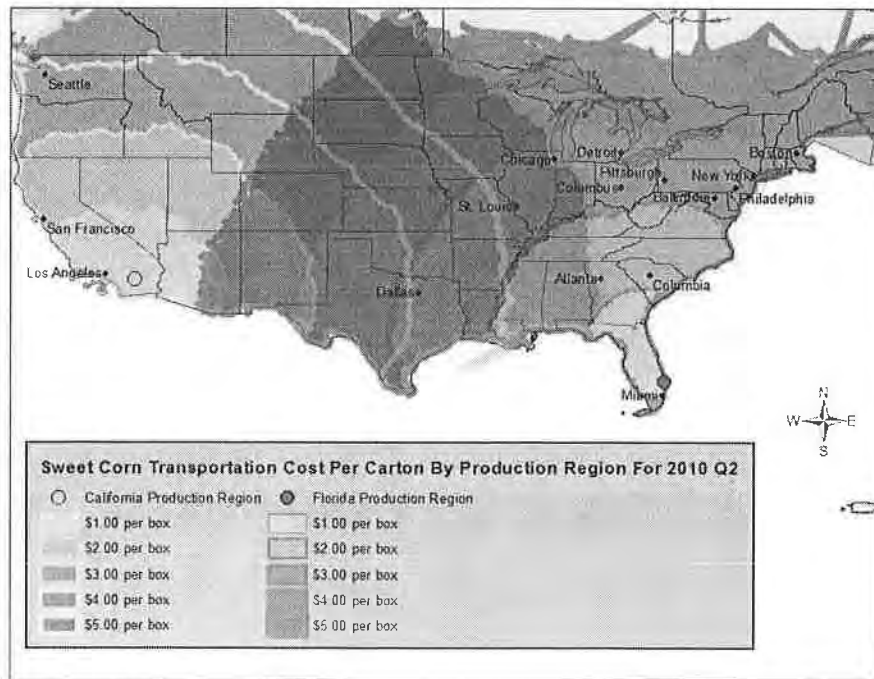 Seattle
Chicago
Detroit
Boston
Pittsburgh
New York
Columbus
Baltimore
Philadelphia
St. Louis
San Francisco
Los Angeles
Dallas
Atlanta
Columbia
Miami
N
W E
S
Sweet Corn Transportation Cost Per Carton By Production Region For 2010 Q2
California Production Region Florida Production Region
$1.00 per box $1.00 per box
$2.00 per box $2.00 per box
$3.00 per box $3.00 per box
$4.00 per box $4.00 per box
$5.00 per box $5.00 per box